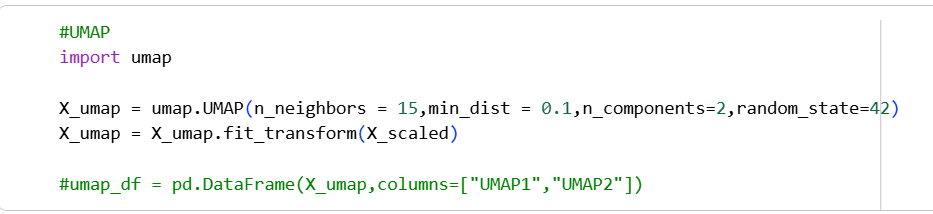 #UMAP
import umap
X_umap = umap.UMAP(n_neighbors = 15,min_dist = 0.1,n_components=2,random_state=42)
X_umap = X_umap.fit_transform(X_scaled)
#umap_df = pd.DataFrame(X_umap,columns=["UMAP1","UMAP2"])